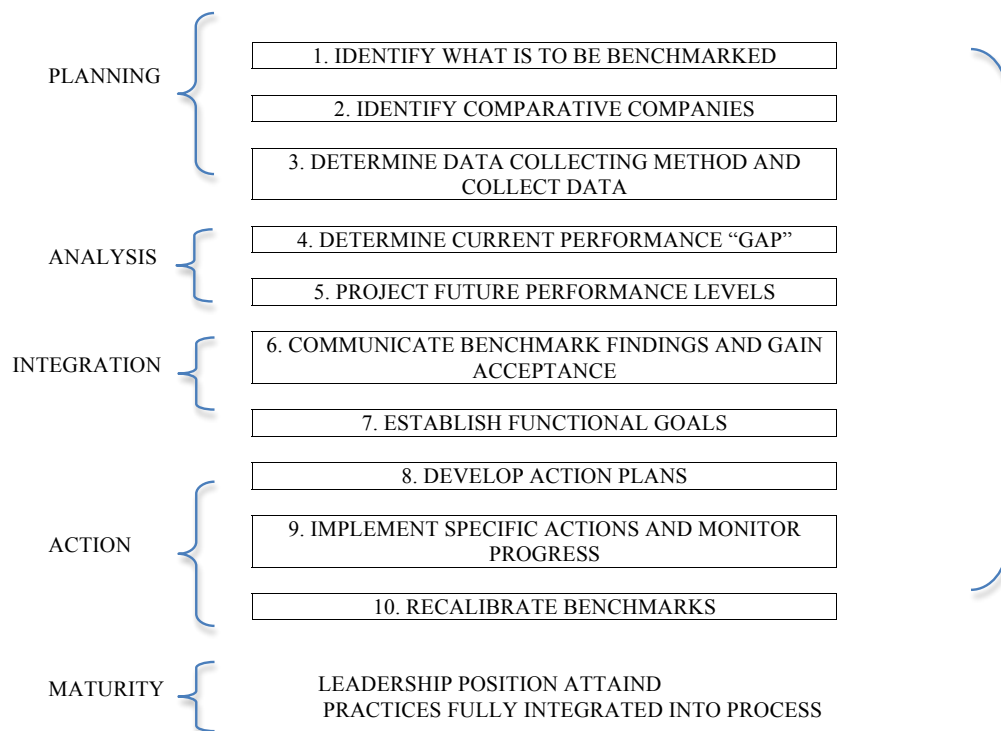 PLANNING
1. IDENTIFY WHAT IS TO BE BENCHMARKED
2. IDENTIFY COMPARATIVE COMPANIES
3. DETERMINE DATA COLLECTING METHOD AND
COLLECT DATA
ANALYSIS
4. DETERMINE CURRENT PERFORMANCE “GAP”
5. PROJECT FUTURE PERFORMANCE LEVELS
INTEGRATION
6. COMMUNICATE BENCHMARK FINDINGS AND GAIN
ACCEPTANCE
7. ESTABLISH FUNCTIONAL GOALS
ACTION
8. DEVELOP ACTION PLANS
9. IMPLEMENT SPECIFIC ACTIONS AND MONITOR
PROGRESS
10. RECALIBRATE BENCHMARKS
MATURITY
LEADERSHIP POSITION ATTAIND
PRACTICES FULLY INTEGRATED INTO PROCESS